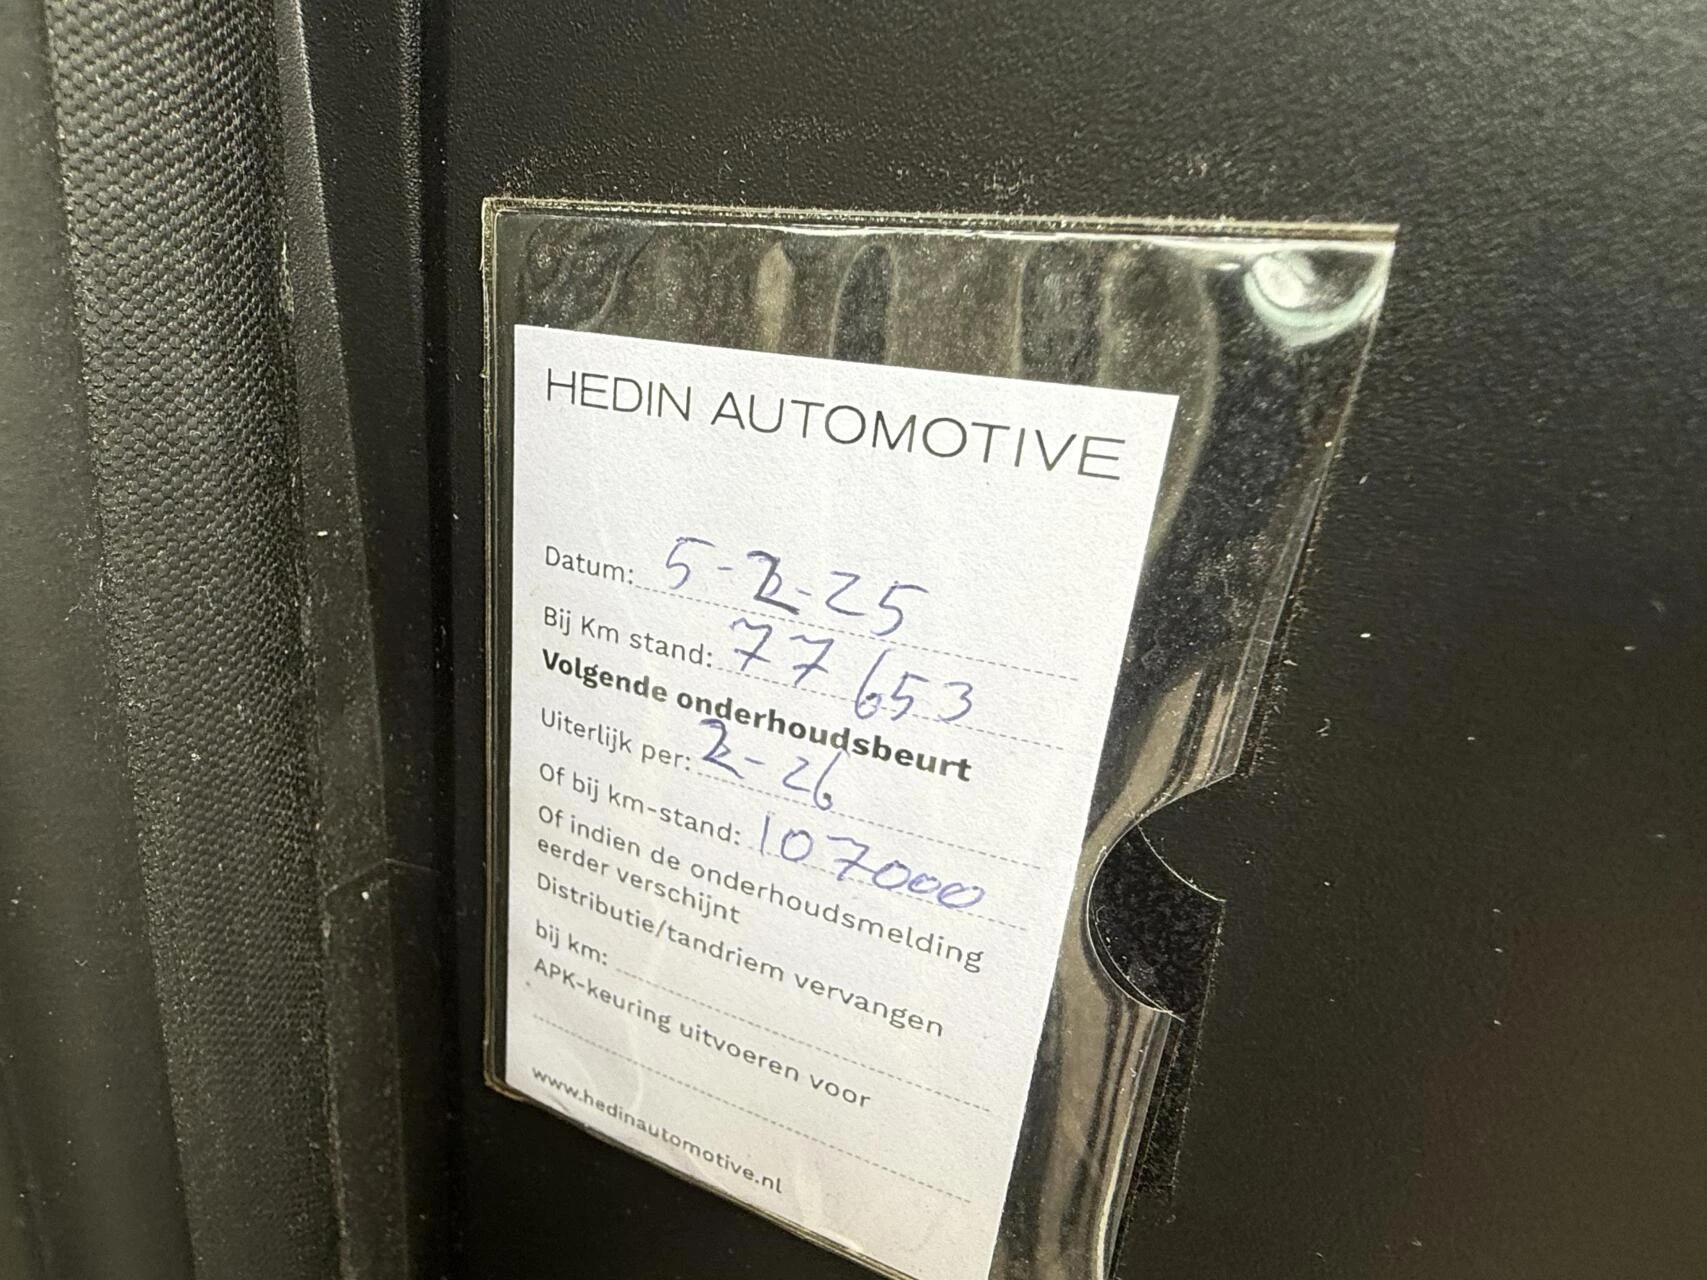 HEDIN AUTOMOTIVE
Datum: 5-2-25
Bij Km stand: 77653
Volgende onderhoudsbeurt
Uiterlijk per: 2-26
Of bij km-stand: 107000
Of indien de onderhoudsmelding
eerder verschijnt
Distributie/tandriem vervangen
bij km:
APK-keuring uitvoeren voor
www.hedinautomotive.nl